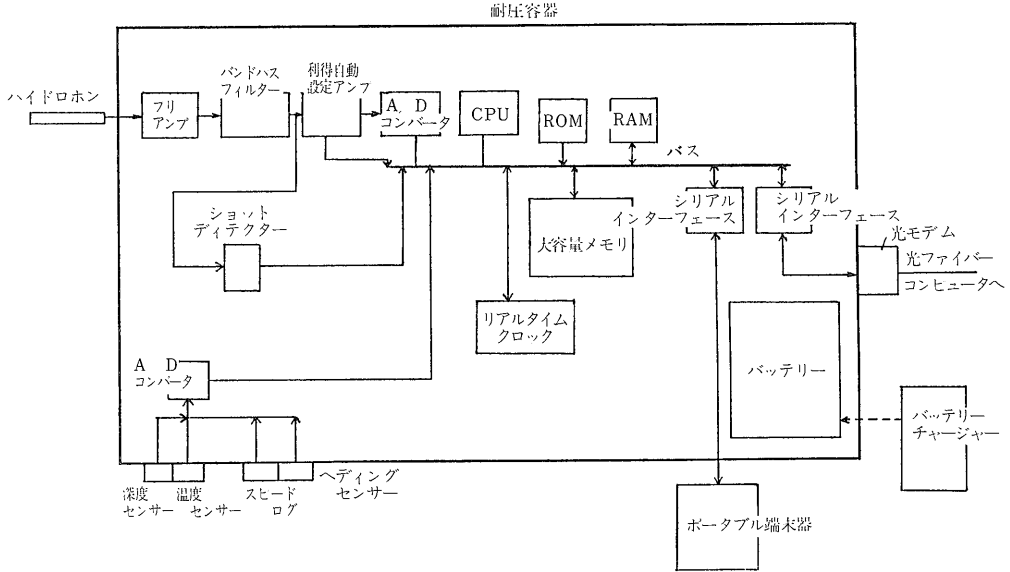 耐圧容器
ハイドロホン
フリ
アンプ
バンドハス
フィルター
利得自動
設定アンフ
A, D
コンバータ
CPU
ROM
RAM
バス
ショット
ディテクター
大容量メモリ
シリアル
インターフェース
シリアル
インターフェース
光モデム
光ファイバー
コンピュータへ
リアルタイム
クロック
A D
コンバータ
バッテリー
バッテリー
チャージャー
深度
センサー
温度
センサー
スピード
ログ
ヘディング
センサー
ポータブル端末器